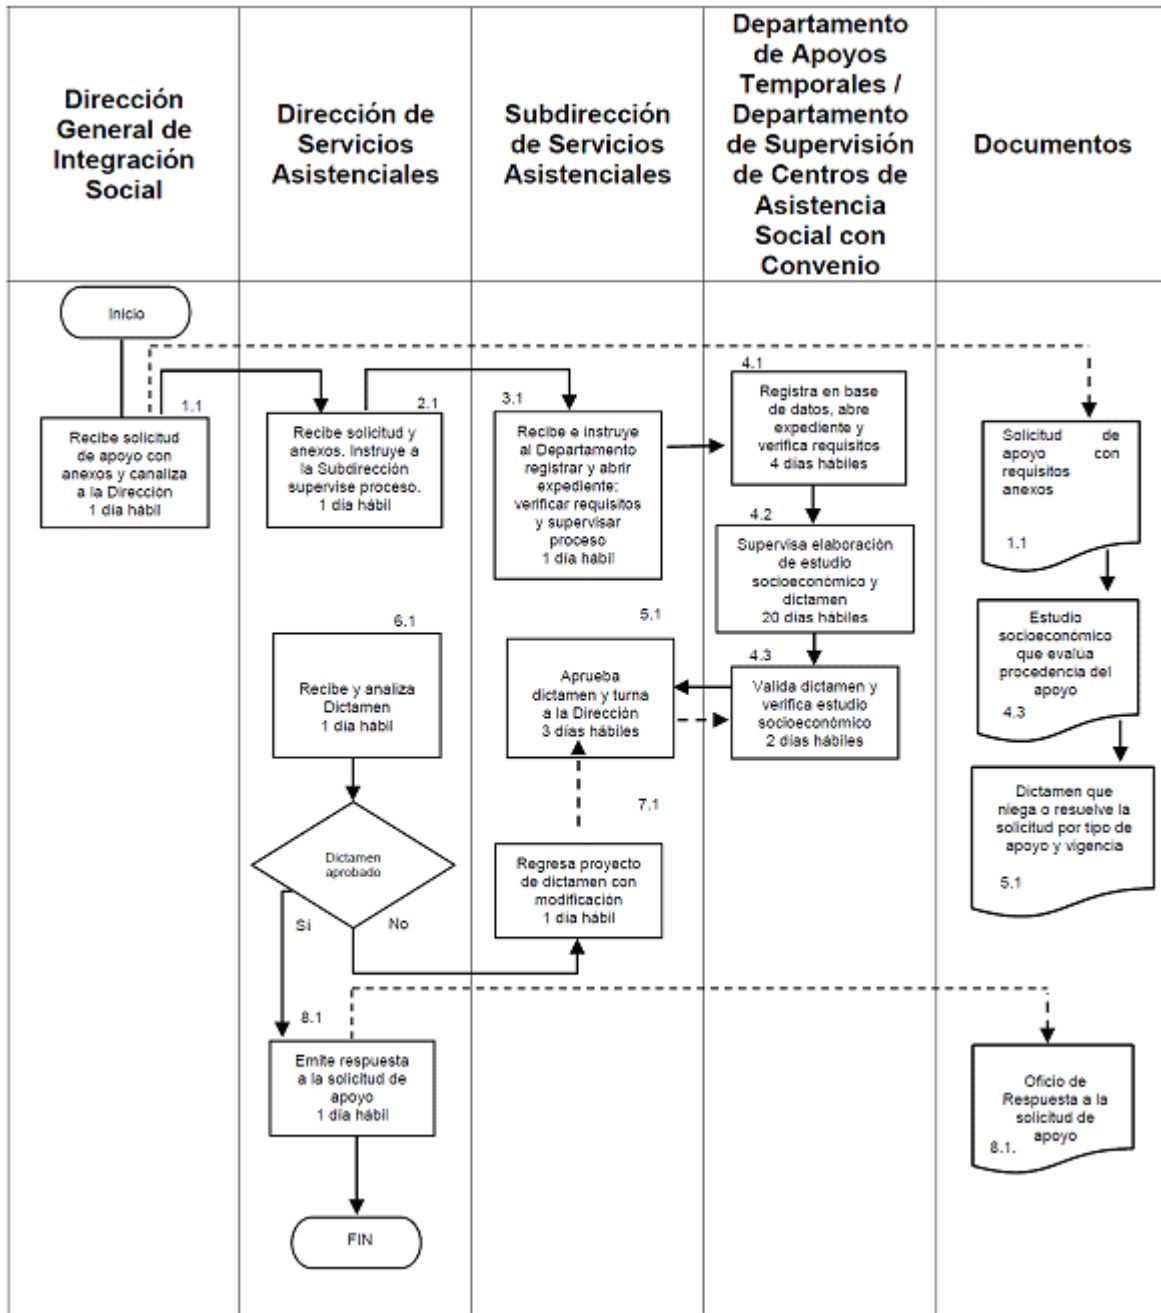 Dirección
General de
Integración
Social
Dirección de
Servicios
Asistenciales
Subdirección
de Servicios
Asistenciales
Departamento
de Apoyos
Temporales /
Departamento
de Supervisión
de Centros de
Asistencia
Social con
Convenio
Documentos
Inicio
1.1
Recibe solicitud
de apoyo con
anexos y canaliza
a la Dirección
1 día hábil
2.1
Recibe solicitud y
anexos. Instruye a
la Subdirección
supervise proceso.
1 día hábil
3.1
Recibe e instruye
al Departamento
registrar y abrir
expediente;
verificar requisitos
y supervisar
proceso
1 día hábil
4.1
Registra en base
de datos, abre
expediente y
verifica requisitos
4 días hábiles
Solicitud de
apoyo con
requisitos
anexos
1.1
4.2
Supervisa elaboración
de estudio
socioeconómico y
dictamen
20 días hábiles
Estudio
socioeconómico
que evalúa
procedencia del
apoyo
4.3
6.1
Recibe y analiza
Dictamen
1 día hábil
5.1
Aprueba
dictamen y turna
a la Dirección
3 días hábiles
4.3
Valida dictamen y
verifica estudio
socioeconómico
2 días hábiles
Dictamen que
niega o resuelve la
solicitud por tipo de
apoyo y vigencia
5.1
Dictamen
aprobado
Sí
No
7.1
Regresa proyecto
de dictamen con
modificación
1 día hábil
8.1
Emite respuesta
a la solicitud de
apoyo
1 día hábil
Oficio de
Respuesta a la
solicitud de
apoyo
8.1.
FIN